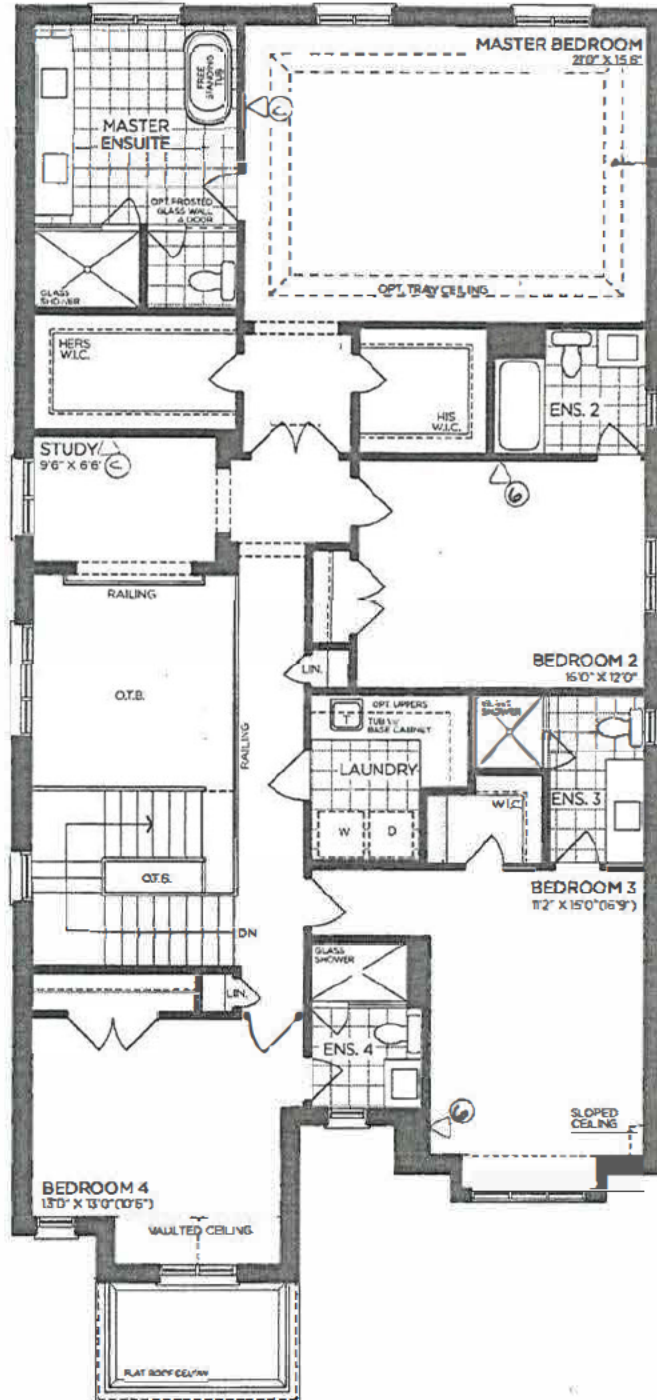 MASTER BEDROOM
21'0" X 15'6"
FREE
STANDING
TUB
C
MASTER
ENSUITE
OPT. FROSTED
GLASS WALL
& DOOR
GLASS
SHOWER
OPT. TRAY CEILING
HERS
W.I.C.
HIS
W.I.C.
ENS. 2
STUDY
9'6" X 6'6"
C
6
RAILING
BEDROOM 2
16'0" X 12'0"
LIN.
O.T.B.
RAILING
OPT. UPPERS
T
TUB
BASE CABINET
SHOWER
LAUNDRY
W
D
W.I.C.
ENS. 3
O.T.B.
DN
BEDROOM 3
11'2" X 15'0"(16'9")
GLASS
SHOWER
LIN.
ENS. 4
6
SLOPED
CEILING
BEDROOM 4
13'0" X 13'0"(10'6")
VAULTED CEILING
FLAT ROOF BELOW